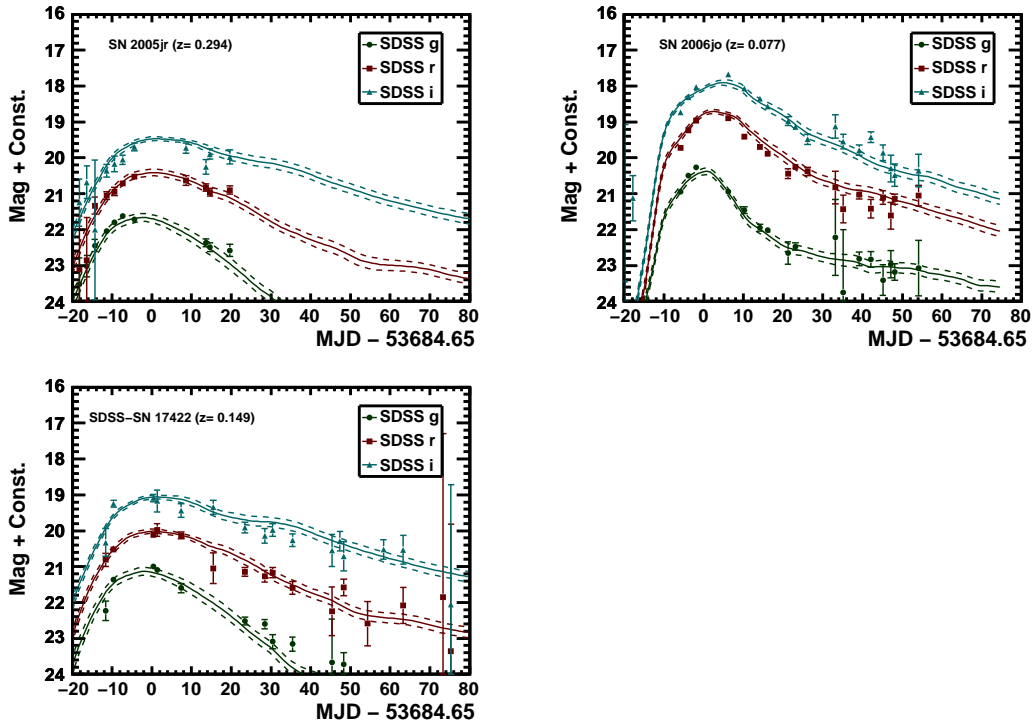 SN 2005jr (z= 0.294)
SDSS g
SDSS r
SDSS i
Mag + Const.
16
17
18
19
20
21
22
23
24
−20 −10 0 10 20 30 40 50 60 70 80
MJD − 53684.65
SN 2006jo (z= 0.077)
SDSS g
SDSS r
SDSS i
Mag + Const.
16
17
18
19
20
21
22
23
24
−20 −10 0 10 20 30 40 50 60 70 80
MJD − 53684.65
SDSS−SN 17422 (z= 0.149)
SDSS g
SDSS r
SDSS i
Mag + Const.
16
17
18
19
20
21
22
23
24
−20 −10 0 10 20 30 40 50 60 70 80
MJD − 53684.65